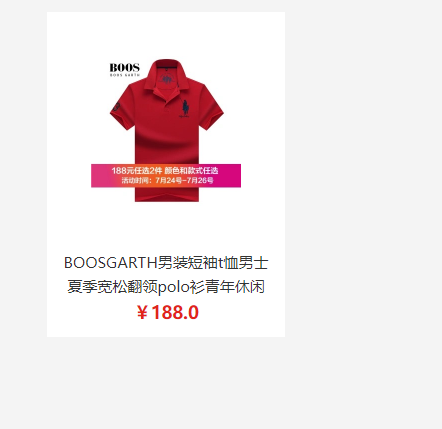 BOOS
BOOS GARTH
188元任选2件 颜色和款式任选
活动时间：7月24号-7月26号
BOOSGARTH男装短袖t恤男士
夏季宽松翻领polo衫青年休闲
￥188.0